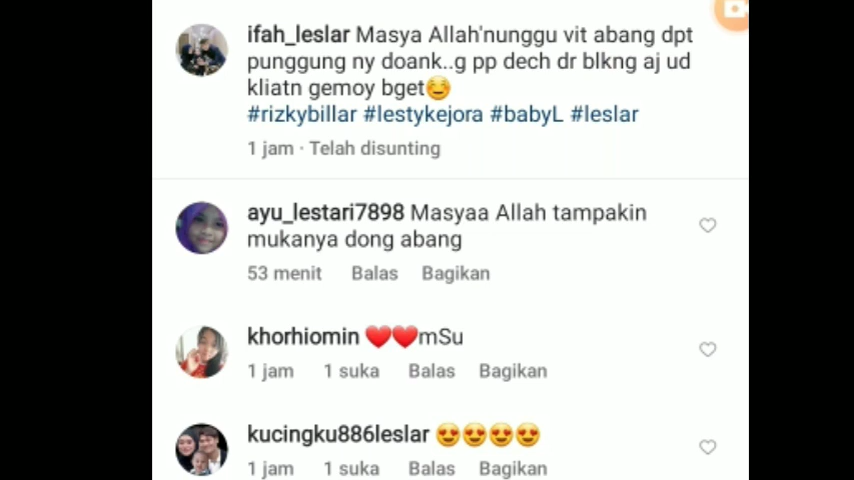 ifah_leslar Masya Allah'nunggu vit abang dpt
punggung ny doank..g pp dech dr blkng aj ud
kliatn gemoy bget☺️
#rizkybillar #lestykejora #babyL #leslar
1 jam · Telah disunting
ayu_lestari7898 Masyaa Allah tampakin
mukanya dong abang
53 menit Balas Bagikan
khorhiomin ❤️❤️mSu
1 jam 1 suka Balas Bagikan
kucingku886leslar 😍😍😍😍
1 jam 1 suka Balas Bagikan